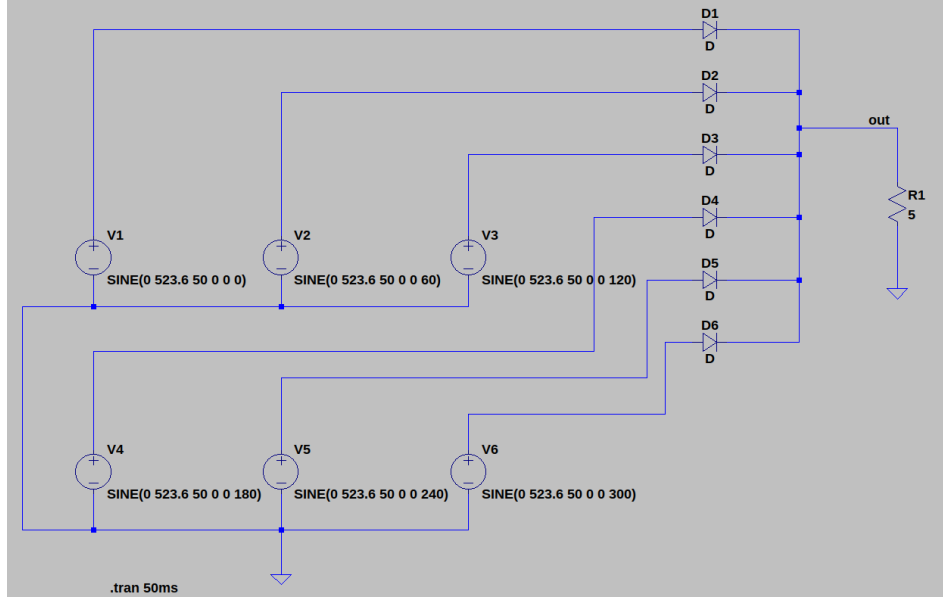 D1
D
D2
D
out
D3
D
R1
5
D4
D
V1
V2
V3
SINE(0 523.6 50 0 0 0)
SINE(0 523.6 50 0 0 60)
SINE(0 523.6 50 0 0 120)
D5
D
D6
D
V4
V5
V6
SINE(0 523.6 50 0 0 180)
SINE(0 523.6 50 0 0 240)
SINE(0 523.6 50 0 0 300)
.tran 50ms